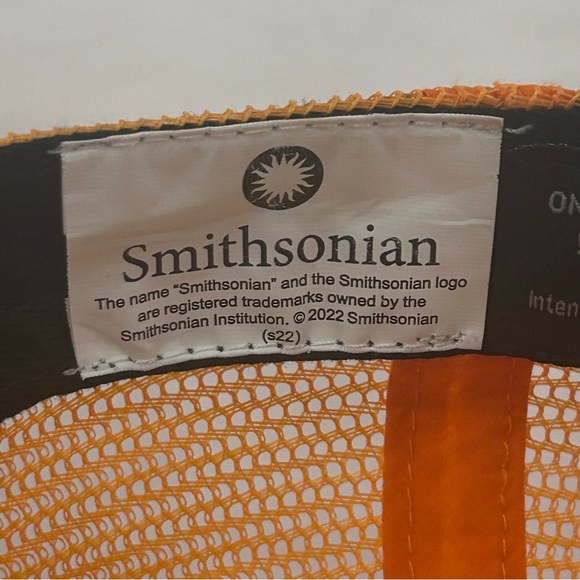 Smithsonian
The name “Smithsonian” and the Smithsonian logo
are registered trademarks owned by the
Smithsonian Institution. © 2022 Smithsonian
(s22)